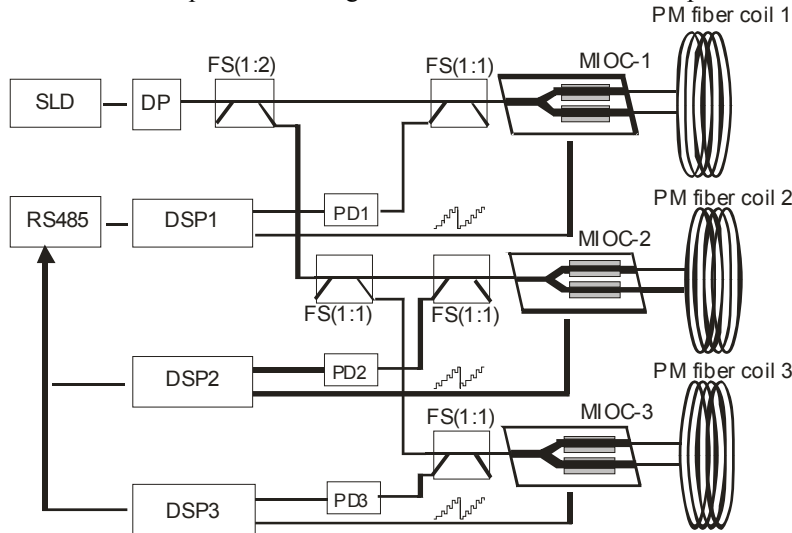 PM fiber coil 1
FS(1:2)
FS(1:1)
MIOC-1
SLD
DP
PM fiber coil 2
RS485
DSP1
PD1
MIOC-2
FS(1:1)
FS(1:1)
PM fiber coil 3
DSP2
PD2
FS(1:1)
MIOC-3
DSP3
PD3